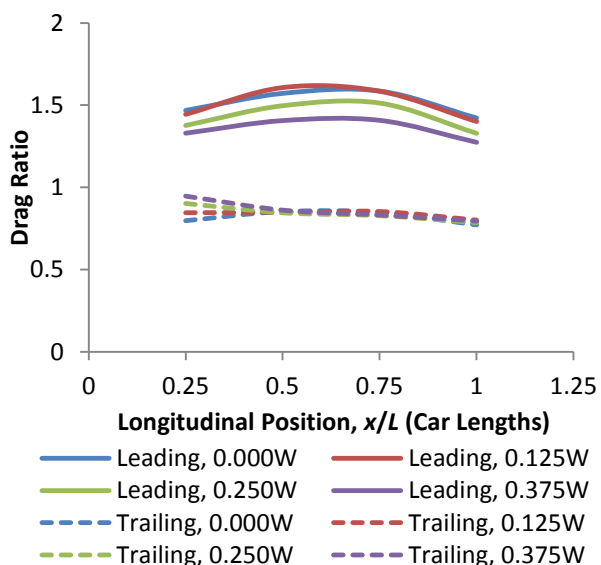 2
1.5
1
0.5
0
Drag Ratio
0 0.25 0.5 0.75 1 1.25
Longitudinal Position, x/L (Car Lengths)
Leading, 0.000W Leading, 0.125W
Leading, 0.250W Leading, 0.375W
Trailing, 0.000W Trailing, 0.125W
Trailing, 0.250W Trailing, 0.375W